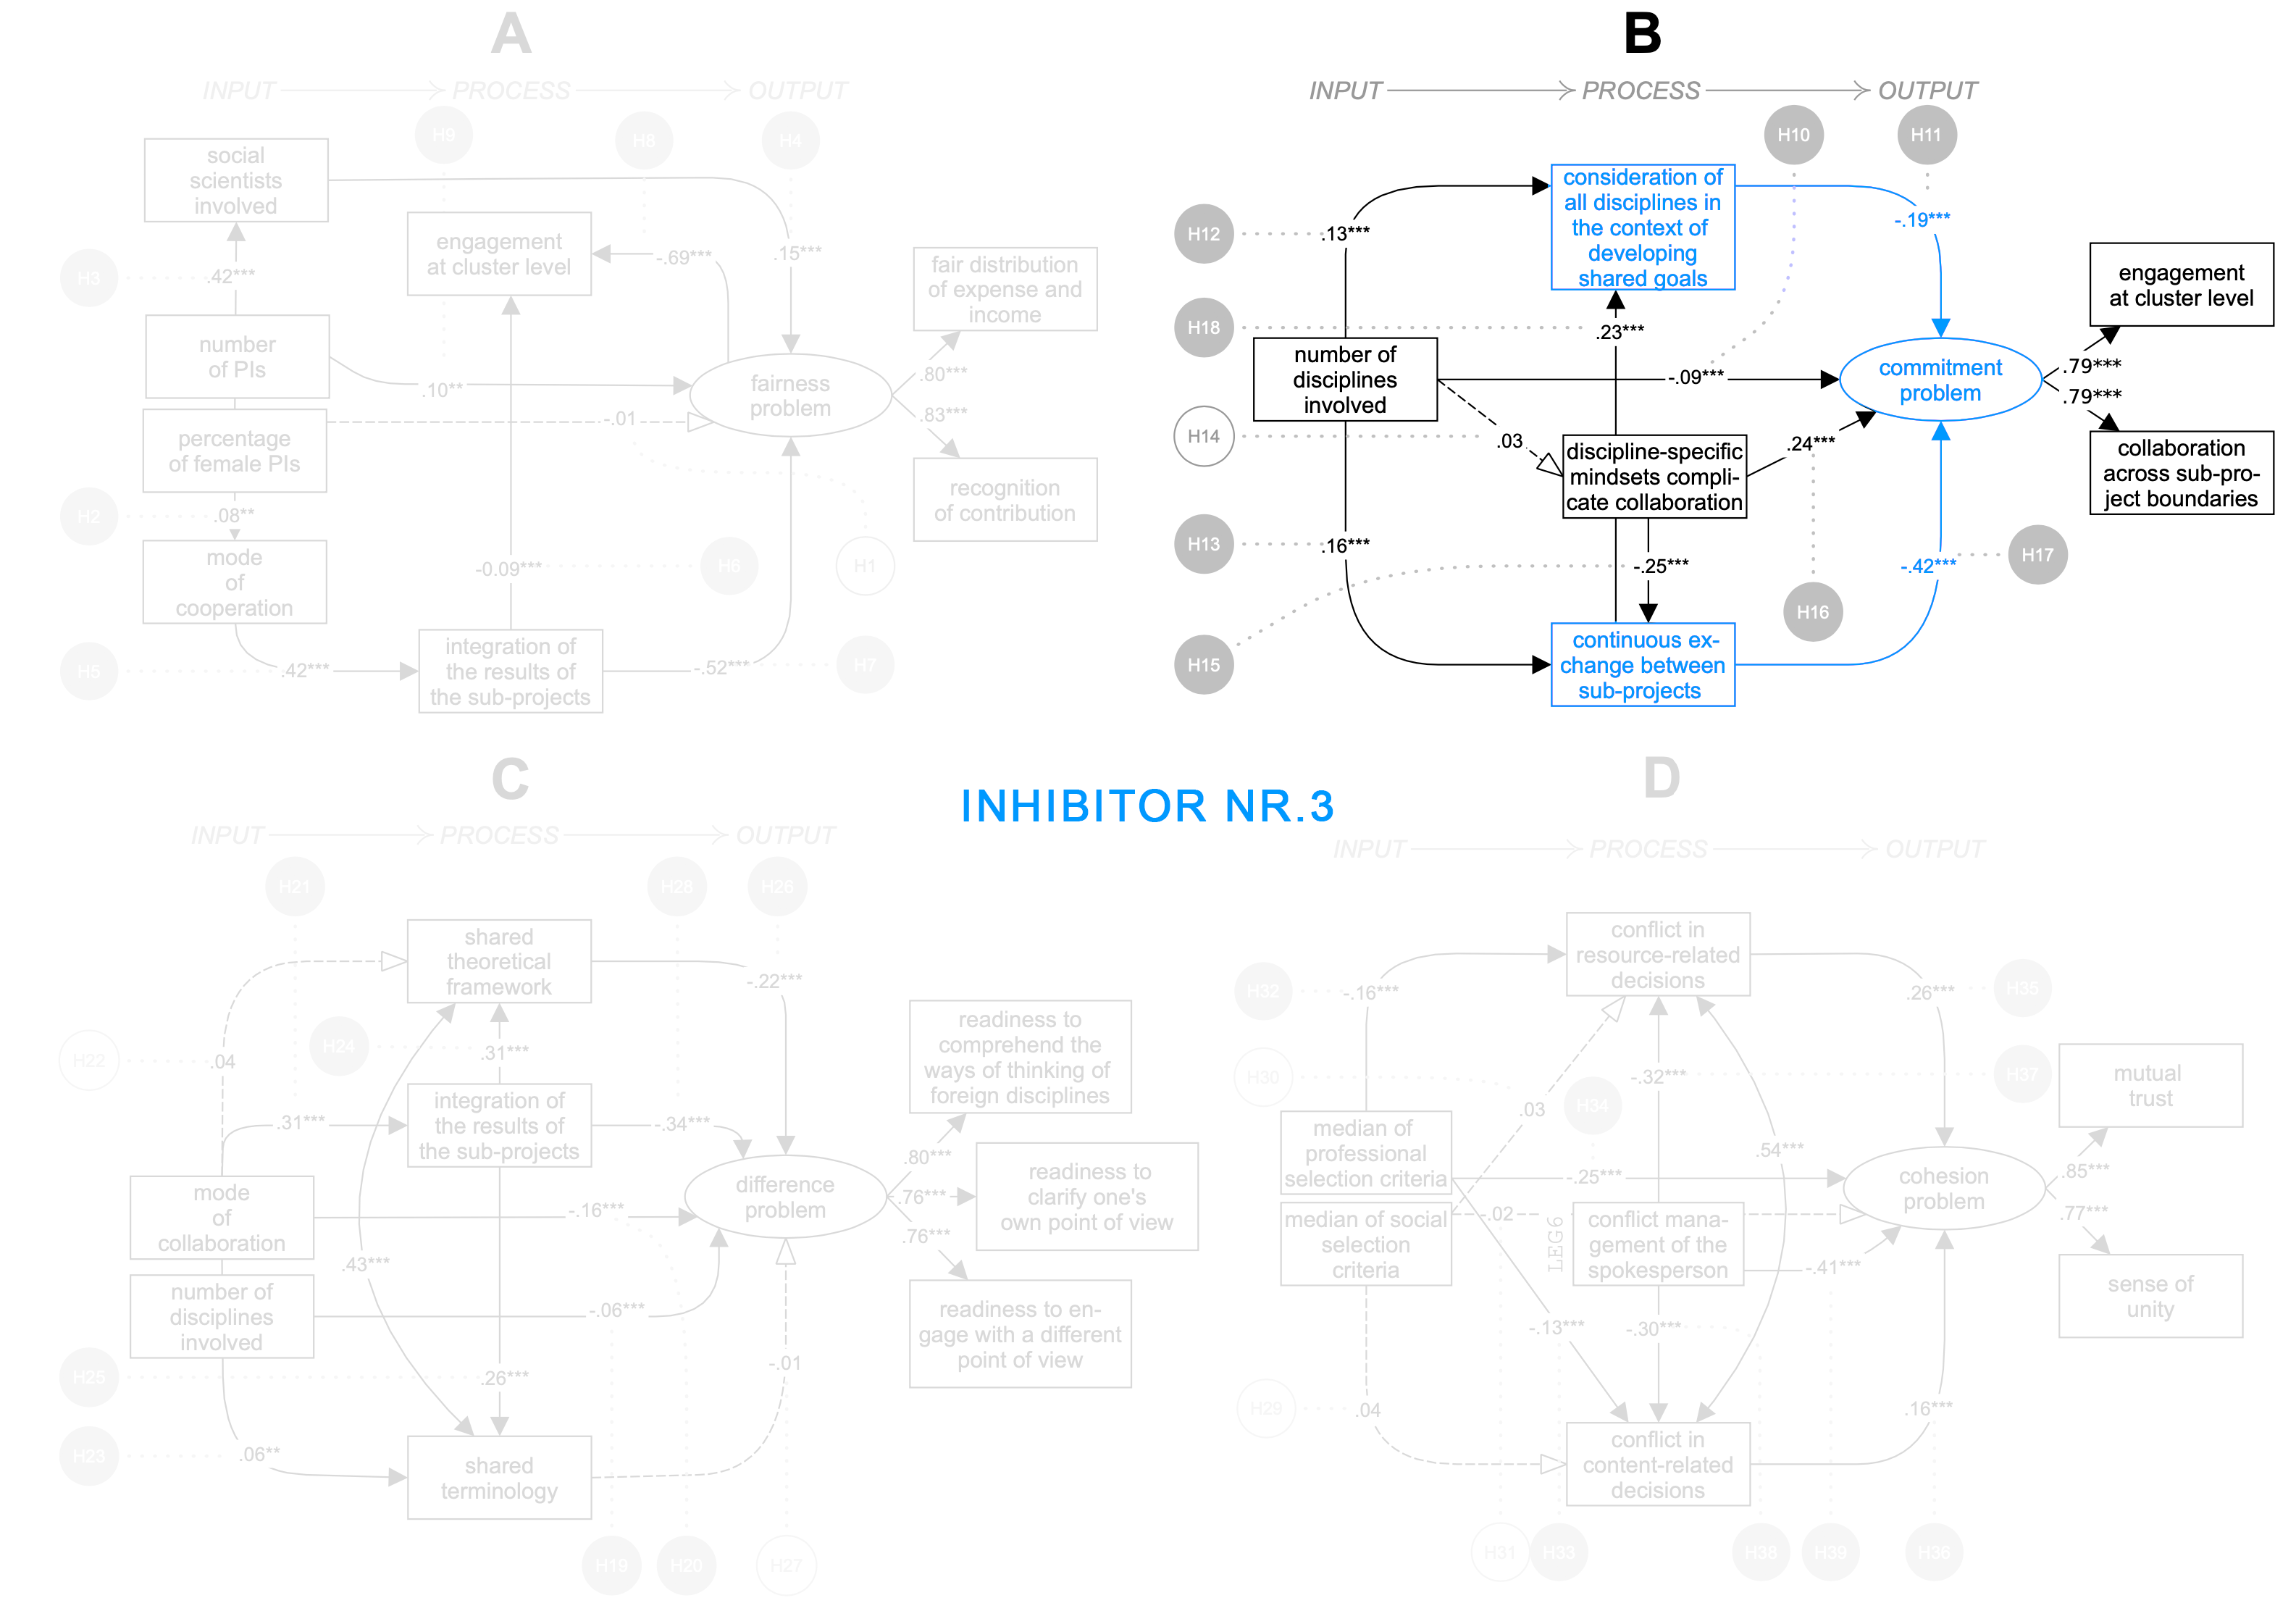 A
INPUT
PROCESS
OUTPUT
H9
H8
H4
social
scientists
involved
engagement
at cluster level
-.69***
.15***
fair distribution
of expense and
income
H3
.42***
number
of PIs
.10**
fairness
problem
.80***
-.01
.83***
percentage
of female PIs
recognition
of contribution
H2
.08**
mode
of
cooperation
-0.09***
H6
H1
H5
.42***
integration of
the results of
the sub-projects
-.52***
H7
B
INPUT
PROCESS
OUTPUT
H10
H11
consideration of
all disciplines in
the context of
developing
shared goals
-.19***
H12
.13***
engagement
at cluster level
H18
.23***
number of
disciplines
involved
-.09***
commitment
problem
.79***
.79***
H14
.03
.24***
discipline-specific
mindsets compli-
cate collaboration
collaboration
across sub-pro-
ject boundaries
H13
.16***
-.25***
-.42***
H17
H16
H15
continuous ex-
change between
sub-projects
INHIBITOR NR.3
C
INPUT
PROCESS
OUTPUT
H21
H28
H26
shared
theoretical
framework
-.22***
H22
.04
H24
.31***
readiness to
comprehend the
ways of thinking of
foreign disciplines
.31***
integration of
the results of
the sub-projects
-.34***
.80***
mode
of
collaboration
difference
problem
.76***
readiness to
clarify one's
own point of view
-.16***
.76***
.43***
number of
disciplines
involved
-.06***
readiness to en-
gage with a different
point of view
H25
.26***
-.01
H23
.06**
shared
terminology
H19
H20
H27
D
INPUT
PROCESS
OUTPUT
conflict in
resource-related
decisions
H32
-.16***
.26***
H35
H30
-.32***
H37
mutual
trust
.03
H34
median of
professional
selection criteria
.54***
-.25***
cohesion
problem
.85***
median of social
selection
criteria
-.02
LEG6
conflict mana-
gement of the
spokesperson
.77***
-.41***
sense of
unity
-.13***
-.30***
H29
.04
.16***
conflict in
content-related
decisions
H31
H33
H38
H39
H36